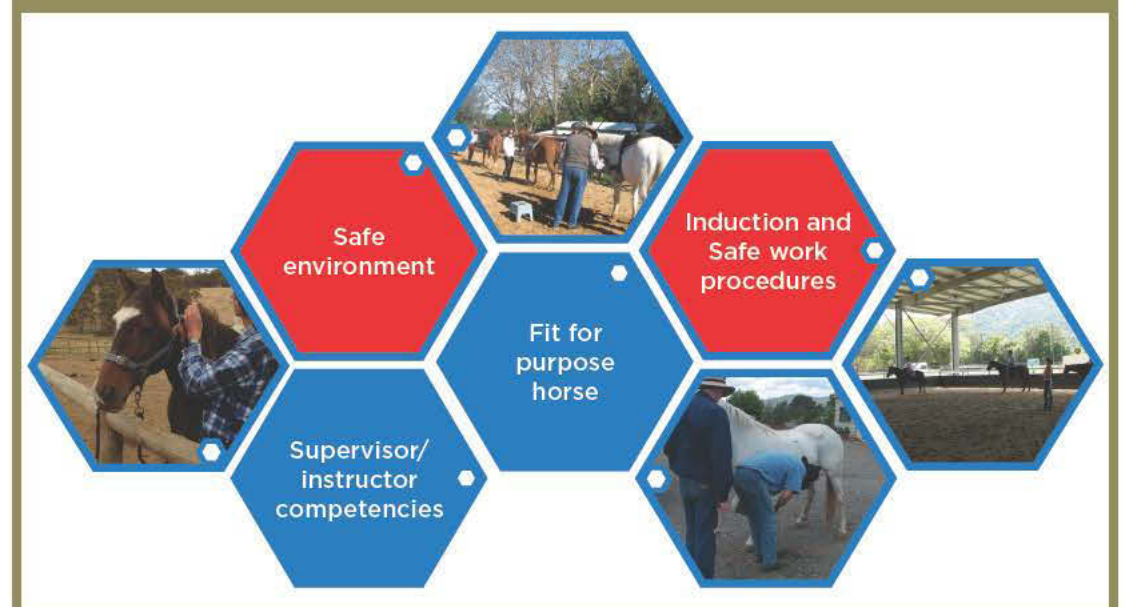 Safe
environment
Induction and
Safe work
procedures
Fit for
purpose
horse
Supervisor/
instructor
competencies